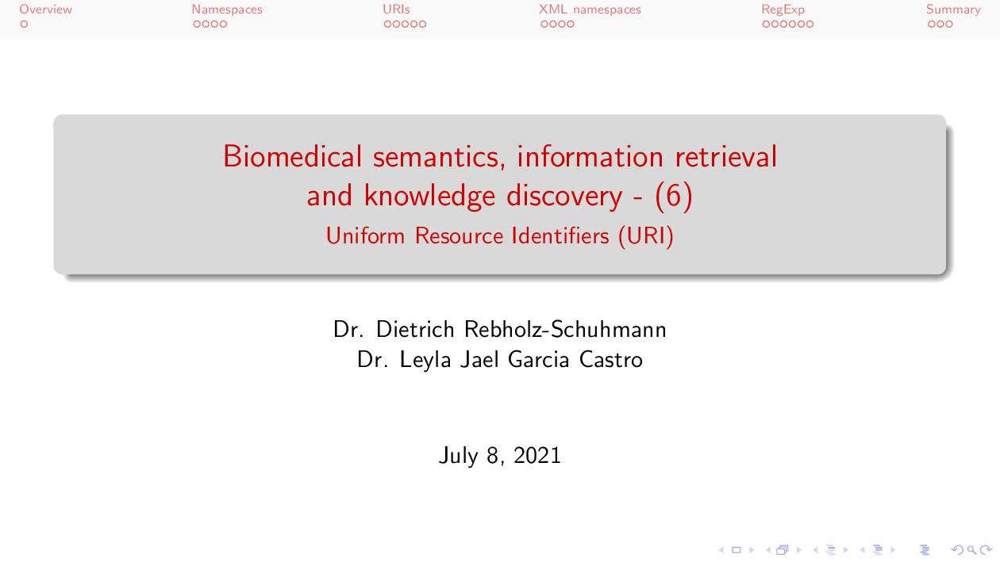 Overview Namespaces URIs XML namespaces RegExp Summary
Biomedical semantics, information retrieval
and knowledge discovery - (6)
Uniform Resource Identifiers (URI)
Dr. Dietrich Rebholz-Schuhmann
Dr. Leyla Jael Garcia Castro
July 8, 2021